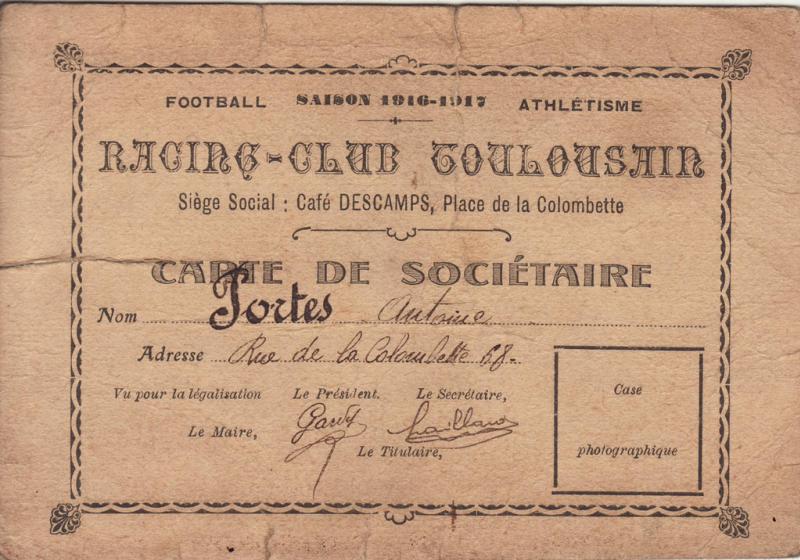 FOOTBALL SAISON 1916-1917 ATHLÉTISME
RACING-CLUB TOULOUSAIN
Siège Social : Café DESCAMPS, Place de la Colombette
CARTE DE SOCIÉTAIRE
Nom Portes Antoine
Adresse Rue de la Colombette 68.
Vu pour la légalisation Le Président. Le Secrétaire,
Le Maire,
Le Titulaire,
Case
photographique